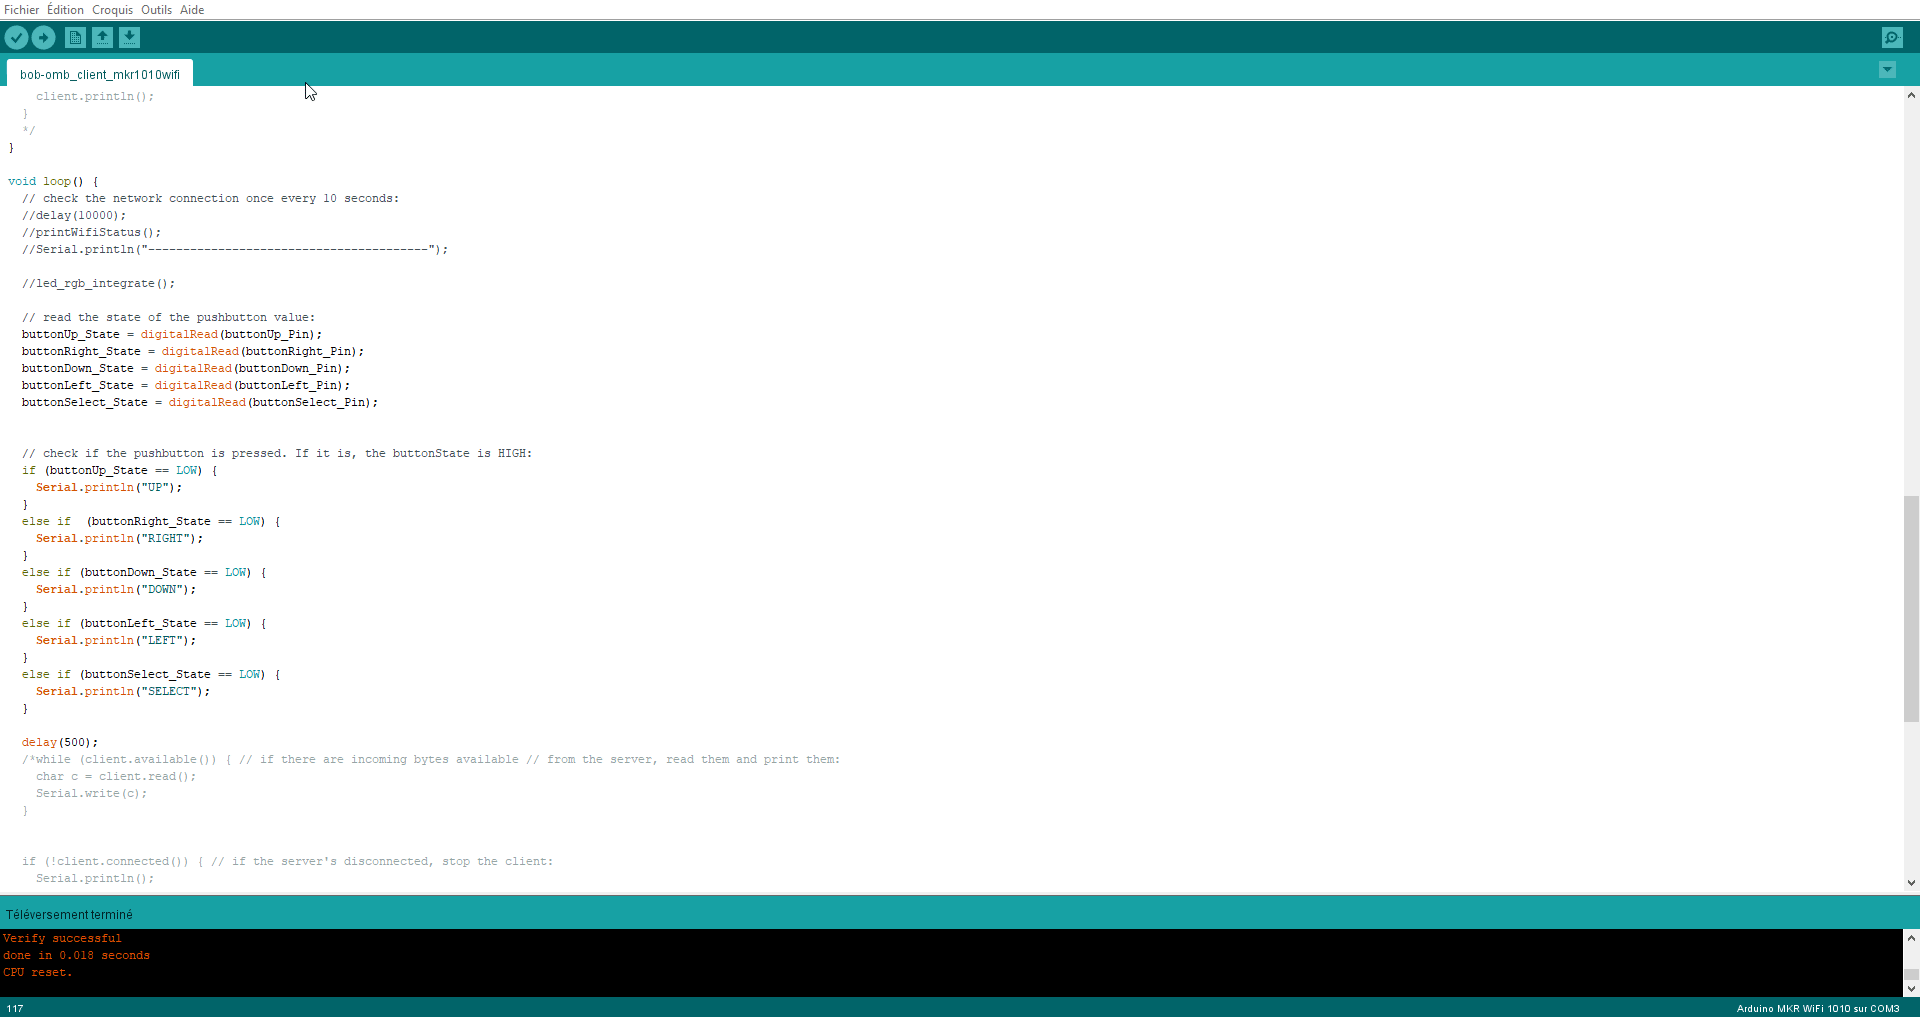 Fichier Édition Croquis Outils Aide
bob-omb_client_mkr1010wifi
client.println();
}
*/
}
void loop() {
// check the network connection once every 10 seconds:
//delay(10000);
//printWifiStatus();
//Serial.println("----------------------------------------");
//led_rgb_integrate();
// read the state of the pushbutton value:
buttonUp_State = digitalRead(buttonUp_Pin);
buttonRight_State = digitalRead(buttonRight_Pin);
buttonDown_State = digitalRead(buttonDown_Pin);
buttonLeft_State = digitalRead(buttonLeft_Pin);
buttonSelect_State = digitalRead(buttonSelect_Pin);
// check if the pushbutton is pressed. If it is, the buttonState is HIGH:
if (buttonUp_State == LOW) {
Serial.println("UP");
}
else if  (buttonRight_State == LOW) {
Serial.println("RIGHT");
}
else if (buttonDown_State == LOW) {
Serial.println("DOWN");
}
else if (buttonLeft_State == LOW) {
Serial.println("LEFT");
}
else if (buttonSelect_State == LOW) {
Serial.println("SELECT");
}
delay(500);
/*while (client.available()) { // if there are incoming bytes available // from the server, read them and print them:
char c = client.read();
Serial.write(c);
}
if (!client.connected()) { // if the server's disconnected, stop the client:
Serial.println();
Téléversement terminé
Verify successful
done in 0.018 seconds
CPU reset.
117
Arduino MKR WiFi 1010 sur COM3